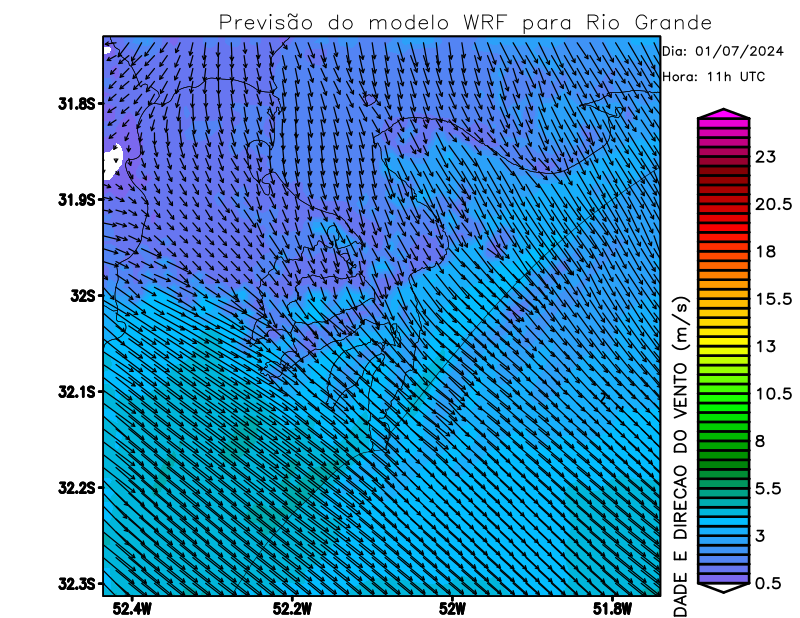 Previsão do modelo WRF para Rio Grande
Dia: 01/07/2024
Hora: 11h UTC
31.8S
31.9S
32S
32.1S
32.2S
32.3S
52.4W
52.2W
52W
51.8W
DADE E DIRECAO DO VENTO (m/s)
23
20.5
18
15.5
13
10.5
8
5.5
3
0.5